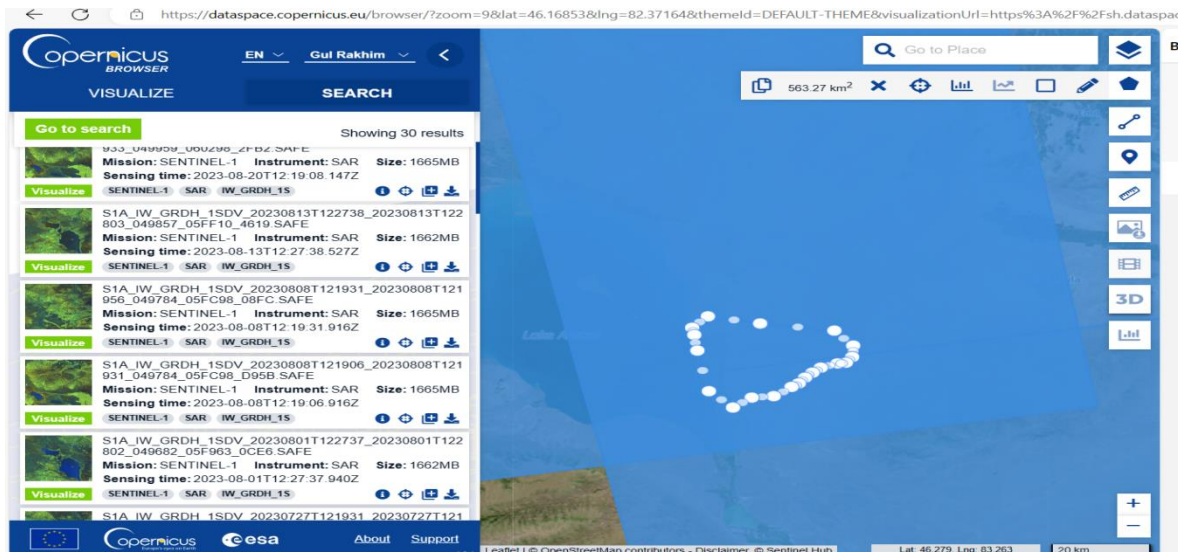 https://dataspace.copernicus.eu/browser/?zoom=9&lat=46.16853&lng=82.37164&themeId=DEFAULT-THEME&visualizationUrl=https%3A%2F%2Fsh.dataspac
Copernicus
BROWSER
EN
Gul Rakhim
VISUALIZE
SEARCH
Go to search
Showing 30 results
933_049959_060298_2FB2.SAFE
Mission: SENTINEL-1 Instrument: SAR Size: 1665MB
Sensing time: 2023-08-20T12:19:08.147Z
Visualize SENTINEL-1 SAR IW_GRDH_1S
S1A_IW_GRDH_1SDV_20230813T122738_20230813T122
803_049857_05FF10_4619.SAFE
Mission: SENTINEL-1 Instrument: SAR Size: 1662MB
Sensing time: 2023-08-13T12:27:38.527Z
Visualize SENTINEL-1 SAR IW_GRDH_1S
S1A_IW_GRDH_1SDV_20230808T121931_20230808T121
956_049784_05FC98_08FC.SAFE
Mission: SENTINEL-1 Instrument: SAR Size: 1665MB
Sensing time: 2023-08-08T12:19:31.916Z
Visualize SENTINEL-1 SAR IW_GRDH_1S
S1A_IW_GRDH_1SDV_20230808T121906_20230808T121
931_049784_05FC98_D95B.SAFE
Mission: SENTINEL-1 Instrument: SAR Size: 1665MB
Sensing time: 2023-08-08T12:19:06.916Z
Visualize SENTINEL-1 SAR IW_GRDH_1S
S1A_IW_GRDH_1SDV_20230801T122737_20230801T122
802_049682_05F963_0CE6.SAFE
Mission: SENTINEL-1 Instrument: SAR Size: 1662MB
Sensing time: 2023-08-01T12:27:37.940Z
Visualize SENTINEL-1 SAR IW_GRDH_1S
S1A_IW_GRDH_1SDV_20230727T121931_20230727T121
Copernicus
Europe's eyes on Earth
esa
About
Support
Go to Place
563.27 km²
3D
B
+
−
Leaflet | © OpenStreetMap contributors - Disclaimer, © Sentinel Hub
Lat: 46.279, Lng: 83.263
20 km